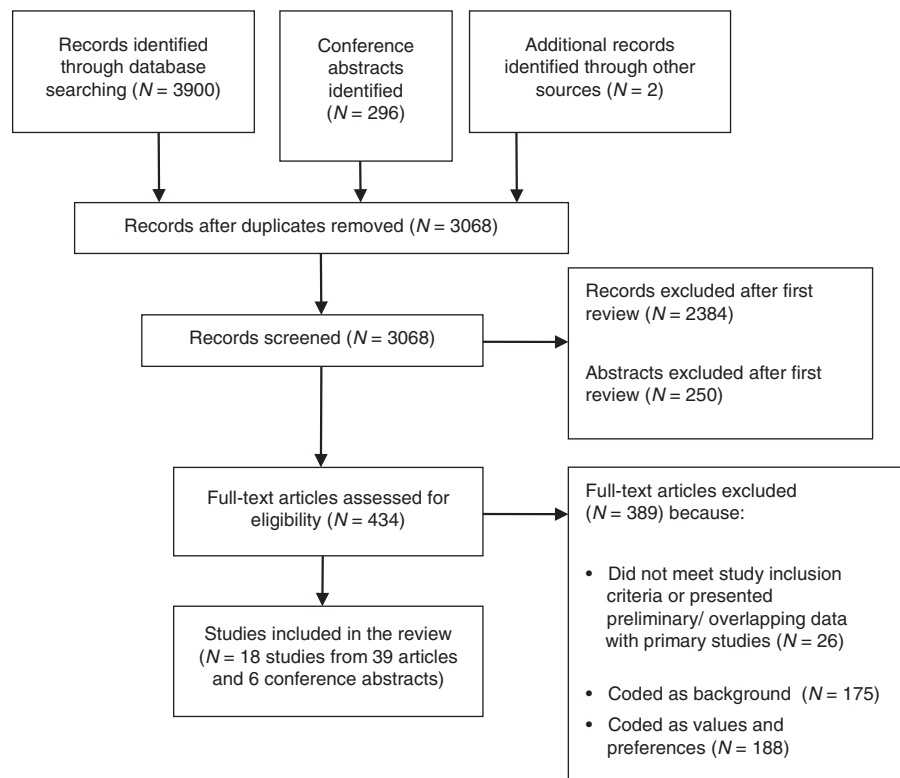 Records identified
through database
searching (N = 3900)
Conference
abstracts
identified
(N = 296)
Additional records
identified through other
sources (N = 2)
Records after duplicates removed (N = 3068)
Records screened (N = 3068)
Records excluded after first
review (N = 2384)
Abstracts excluded after first
review (N = 250)
Full-text articles assessed for
eligibility (N = 434)
Full-text articles excluded
(N = 389) because:
• Did not meet study inclusion
criteria or presented
preliminary/ overlapping data
with primary studies (N = 26)
• Coded as background (N = 175)
• Coded as values and
preferences (N = 188)
Studies included in the review
(N = 18 studies from 39 articles
and 6 conference abstracts)